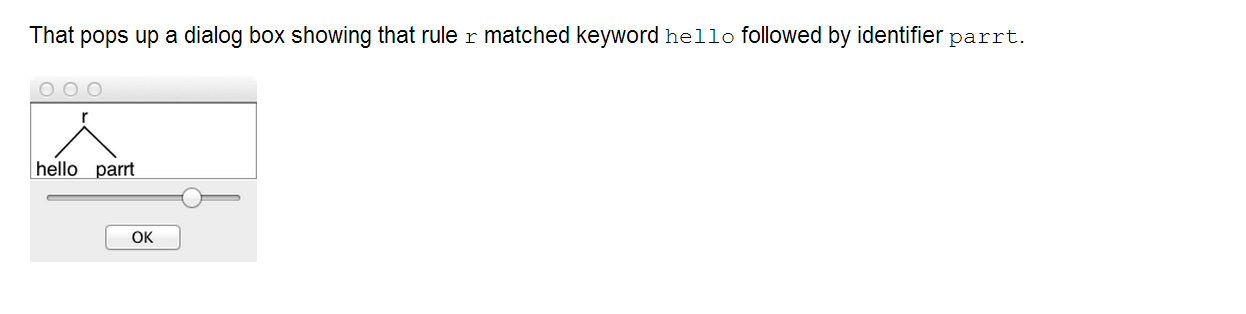 That pops up a dialog box showing that rule r matched keyword hello followed by identifier parrt.
r
hello parrt
OK